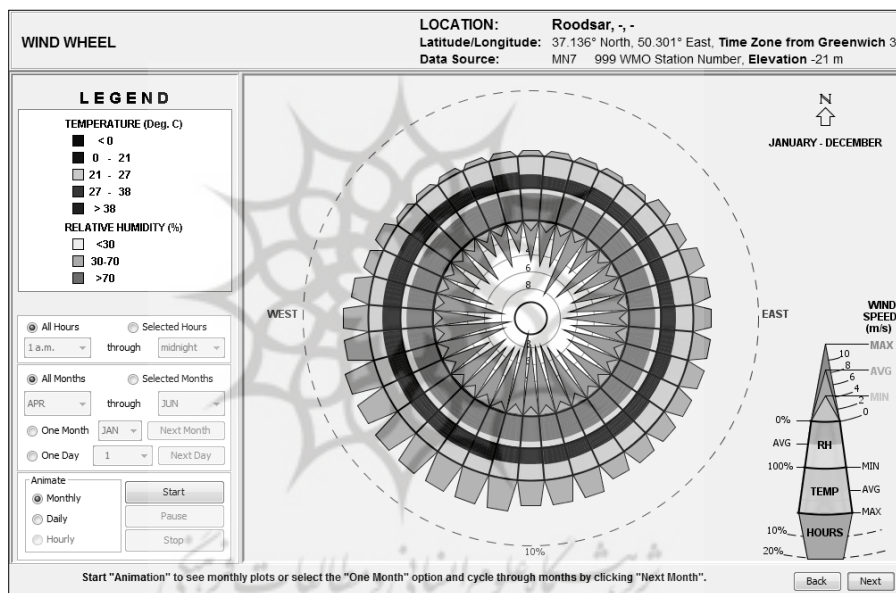 WIND WHEEL
LOCATION: Roodsar, -, -
Latitude/Longitude: 37.136° North, 50.301° East, Time Zone from Greenwich 3
Data Source: MN7 999 WMO Station Number, Elevation -21 m
LEGEND
TEMPERATURE (Deg. C)
< 0
0 - 21
21 - 27
27 - 38
> 38
RELATIVE HUMIDITY (%)
<30
30-70
>70
All Hours Selected Hours
1 a.m. through midnight
All Months Selected Months
APR. through JUN
One Month JAN Next Month
One Day 1 Next Day
Animate
Monthly Start
Daily Pause
Hourly Stop
N
JANUARY - DECEMBER
WEST
EAST
6
8
10%
WIND
SPEED
(m/s)
MAX
10
8
AVG
6
4
MIN
2
0
0%
AVG RH
100% MIN
TEMP AVG
MAX
10% HOURS
20%
Start "Animation" to see monthly plots or select the "One Month" option and cycle through months by clicking "Next Month".
Back Next